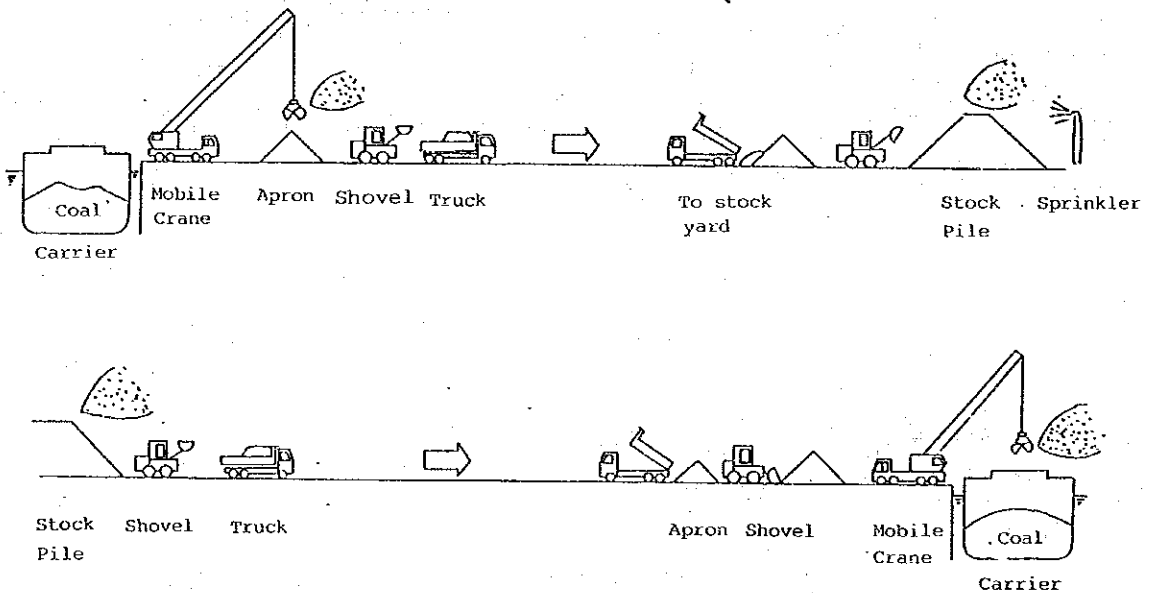 Mobile Crane
Apron
Shovel
Truck
To stock yard
Stock Pile
Sprinkler
Coal
Carrier
Stock Pile
Shovel
Truck
Apron
Shovel
Mobile Crane
Coal
Carrier